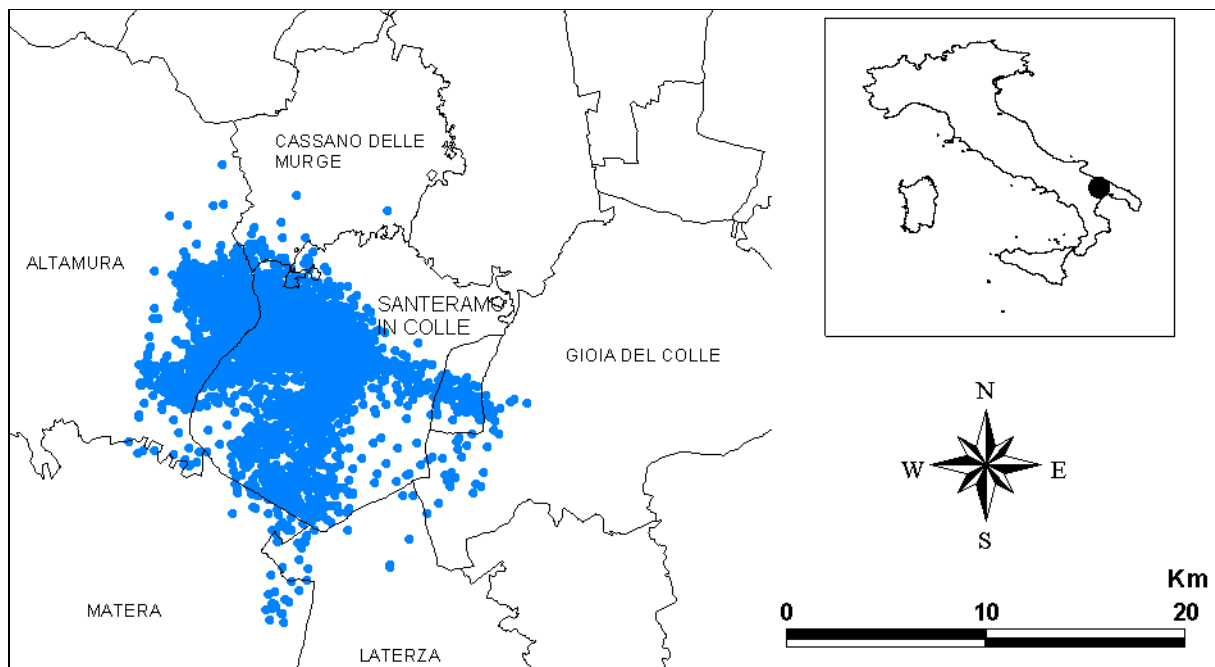 CASSANO DELLE
MURGE
ALTAMURA
SANTERAMO
IN COLLE
GIOIA DEL COLLE
MATERA
LATERZA
N
W
E
S
Km
0
10
20